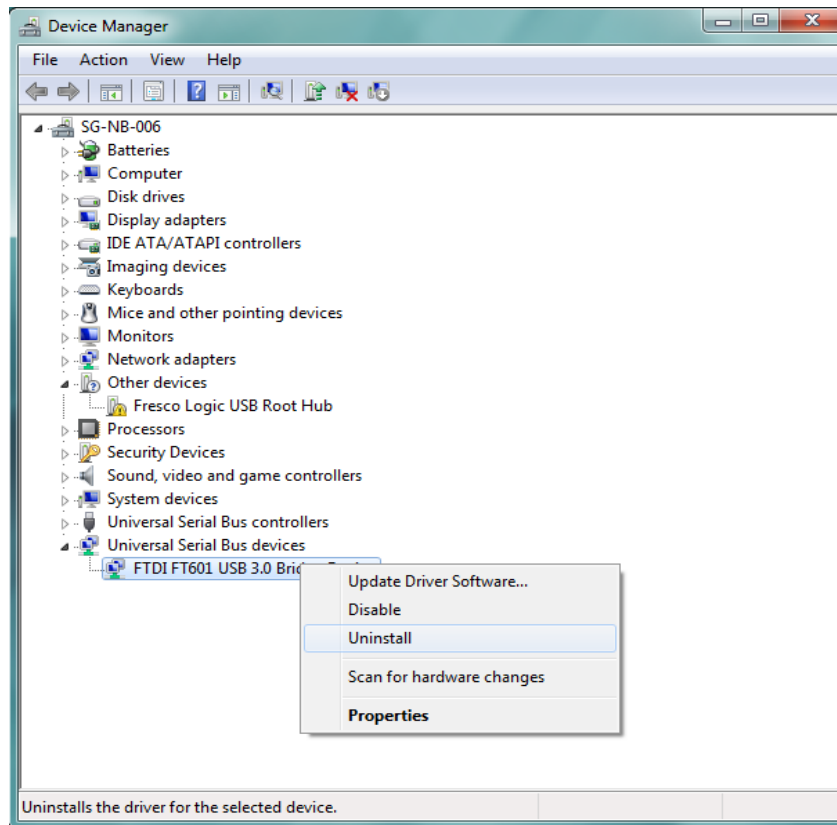 Device Manager
File Action View Help
SG-NB-006
Batteries
Computer
Disk drives
Display adapters
IDE ATA/ATAPI controllers
Imaging devices
Keyboards
Mice and other pointing devices
Monitors
Network adapters
Other devices
Fresco Logic USB Root Hub
Processors
Security Devices
Sound, video and game controllers
System devices
Universal Serial Bus controllers
Universal Serial Bus devices
FTDI FT601 USB 3.0
Update Driver Software...
Disable
Uninstall
Scan for hardware changes
Properties
Uninstalls the driver for the selected device.